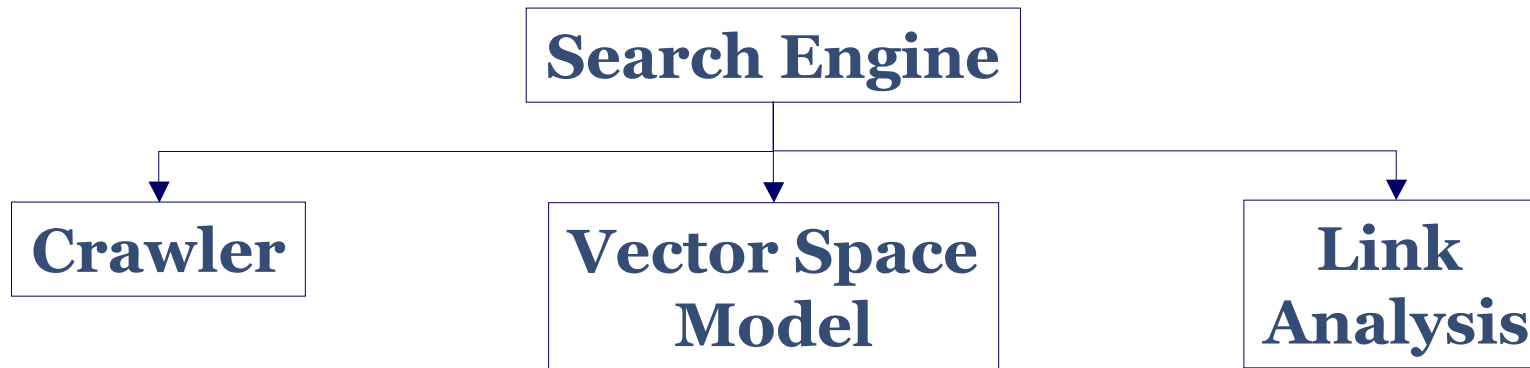 Search Engine
Crawler
Vector Space
Model
Link
Analysis